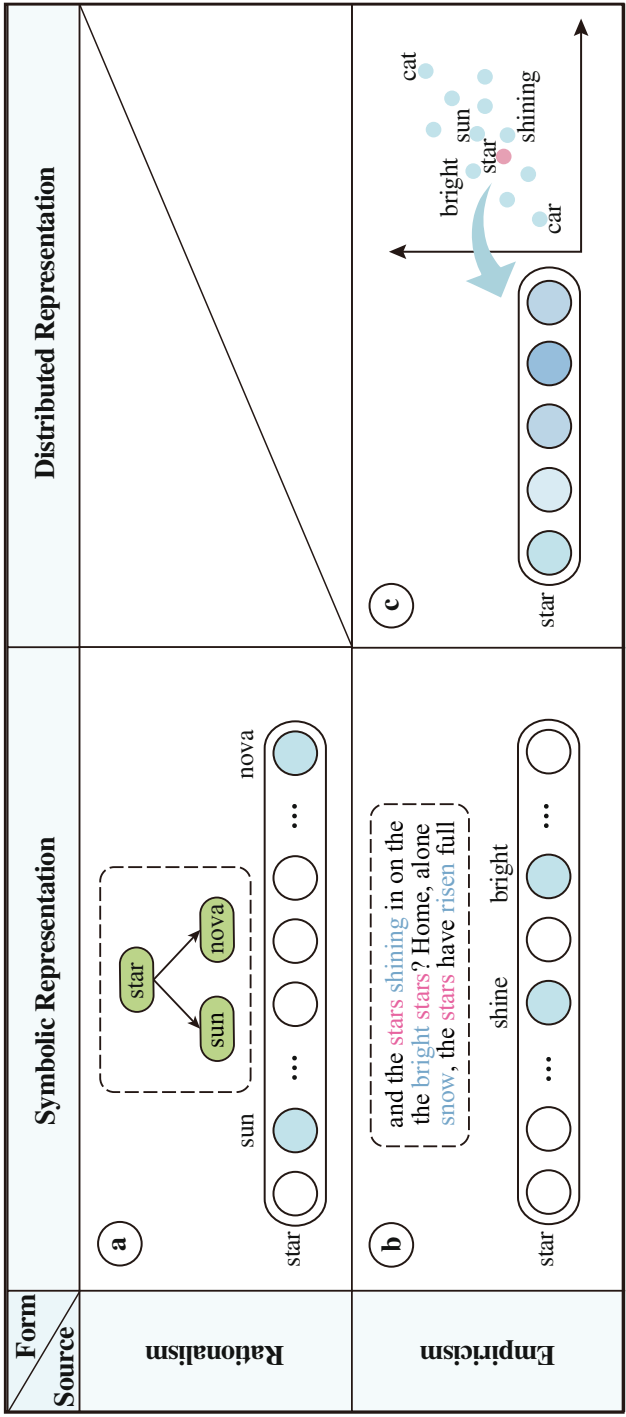 Form
Source
Symbolic Representation
Distributed Representation
Rationalism
a
star
sun
nova
sun
...
...
nova
star
Empiricism
b
and the stars shining in on the
the bright stars? Home, alone
snow, the stars have risen full
shine
bright
...
...
star
c
star
cat
sun
bright
star
shining
car